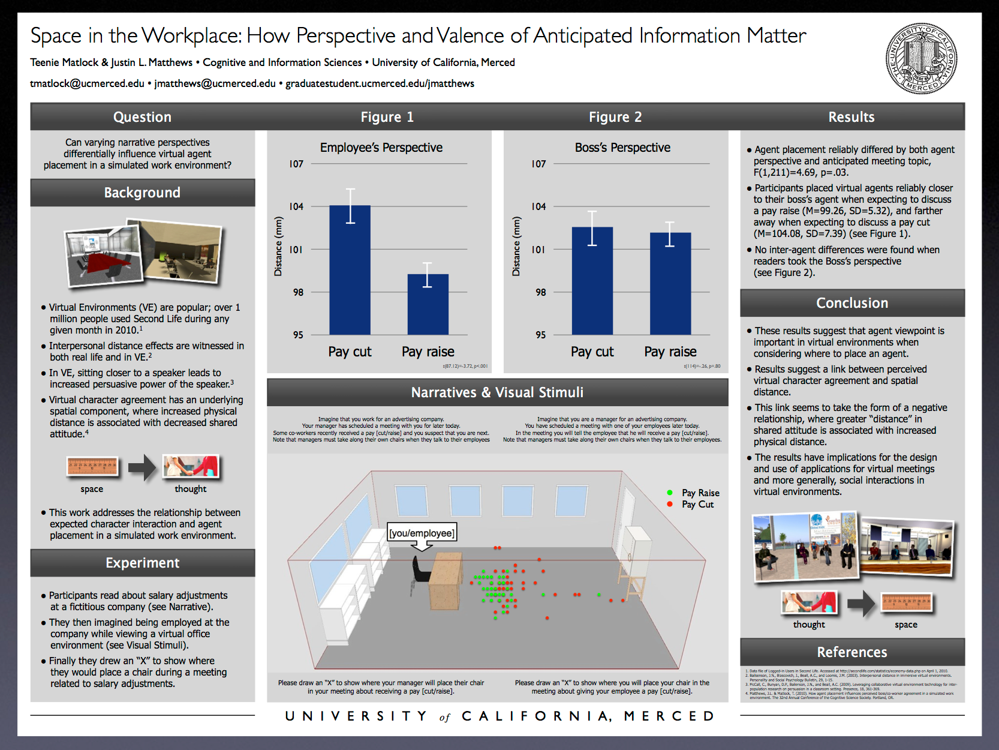 Space in the Workplace: How Perspective and Valence of Anticipated Information Matter
Teenie Matlock & Justin L. Matthews • Cognitive and Information Sciences • University of California, Merced
tmatlock@ucmerced.edu • jmatthews@ucmerced.edu • graduatestudent.ucmerced.edu/jmatthews
THE UNIVERSITY OF CALIFORNIA
LET THERE BE LIGHT
MERCED
Question
Can varying narrative perspectives
differentially influence virtual agent
placement in a simulated work environment?
Background
• Virtual Environments (VE) are popular; over 1
million people used Second Life during any
given month in 2010.1
• Interpersonal distance effects are witnessed in
both real life and in VE.2
• In VE, sitting closer to a speaker leads to
increased persuasive power of the speaker.3
• Virtual character agreement has an underlying
spatial component, where increased physical
distance is associated with decreased shared
attitude.4
space
thought
• This work addresses the relationship between
expected character interaction and agent
placement in a simulated work environment.
Experiment
• Participants read about salary adjustments
at a fictitious company (see Narrative).
• They then imagined being employed at the
company while viewing a virtual office
environment (see Visual Stimuli).
• Finally they drew an “X” to show where
they would place a chair during a meeting
related to salary adjustments.
Figure 1
Employee’s Perspective
107
104
101
98
95
Distance (mm)
Pay cut
Pay raise
t(87.12)=-3.72, p<.001
Figure 2
Boss’s Perspective
107
104
101
98
95
Distance (mm)
Pay cut
Pay raise
t(114)=-.26, p=.80
Narratives & Visual Stimuli
Imagine that you work for an advertising company.
Your manager has scheduled a meeting with you for later today.
Some co-workers recently received a pay [cut/raise] and you suspect that you are next.
Note that managers must take along their own chairs when they talk to their employees
Imagine that you are a manager for an advertising company.
You have scheduled a meeting with one of your employees later today.
In the meeting you will tell the employee that he will receive a pay [cut/raise].
Note that managers must take along their own chairs when they talk to their employees.
Pay Raise
Pay Cut
[you/employee]
Please draw an “X” to show where your manager will place their chair
in your meeting about receiving a pay [cut/raise].
Please draw an “X” to show where you will place your chair in the
meeting about giving your employee a pay [cut/raise].
Results
• Agent placement reliably differed by both agent
perspective and anticipated meeting topic,
F(1,211)=4.69, p=.03.
• Participants placed virtual agents reliably closer
to their boss’s agent when expecting to discuss
a pay raise (M=99.26, SD=5.32), and farther
away when expecting to discuss a pay cut
(M=104.08, SD=7.39) (see Figure 1).
• No inter-agent differences were found when
readers took the Boss’s perspective
(see Figure 2).
Conclusion
• These results suggest that agent viewpoint is
important in virtual environments when
considering where to place an agent.
• Results suggest a link between perceived
virtual character agreement and spatial
distance.
• This link seems to take the form of a negative
relationship, where greater “distance” in
shared attitude is associated with increased
physical distance.
• The results have implications for the design
and use of applications for virtual meetings
and more generally, social interactions in
virtual environments.
thought
space
References
1. Data file of Logged-in Users in Second Life. Accessed at http://secondlife.com/statistics/economy-data.php on April 1, 2010.
2. Bailenson, J.N., Blascovich, J., Beall, A.C., and Loomis, J.M. (2003). Interpersonal distance in immersive virtual environments.
Personality and Social Psychology Bulletin, 29, 1-15.
3. McCall, C., Bunyan, D.P., Bailenson, J.N., and Beall, A.C. (2009). Leveraging collaborative virtual environment technology for inter-
population research on persuasion in a classroom setting. Presence, 18, 361-369.
4. Matthews, J.L. & Matlock, T. (2010). How agent placement influences perceived boss/co-worker agreement in a simulated work
environment. The 32nd Annual Conference of the Cognitive Science Society. Portland, OR.
UNIVERSITY of CALIFORNIA, MERCED